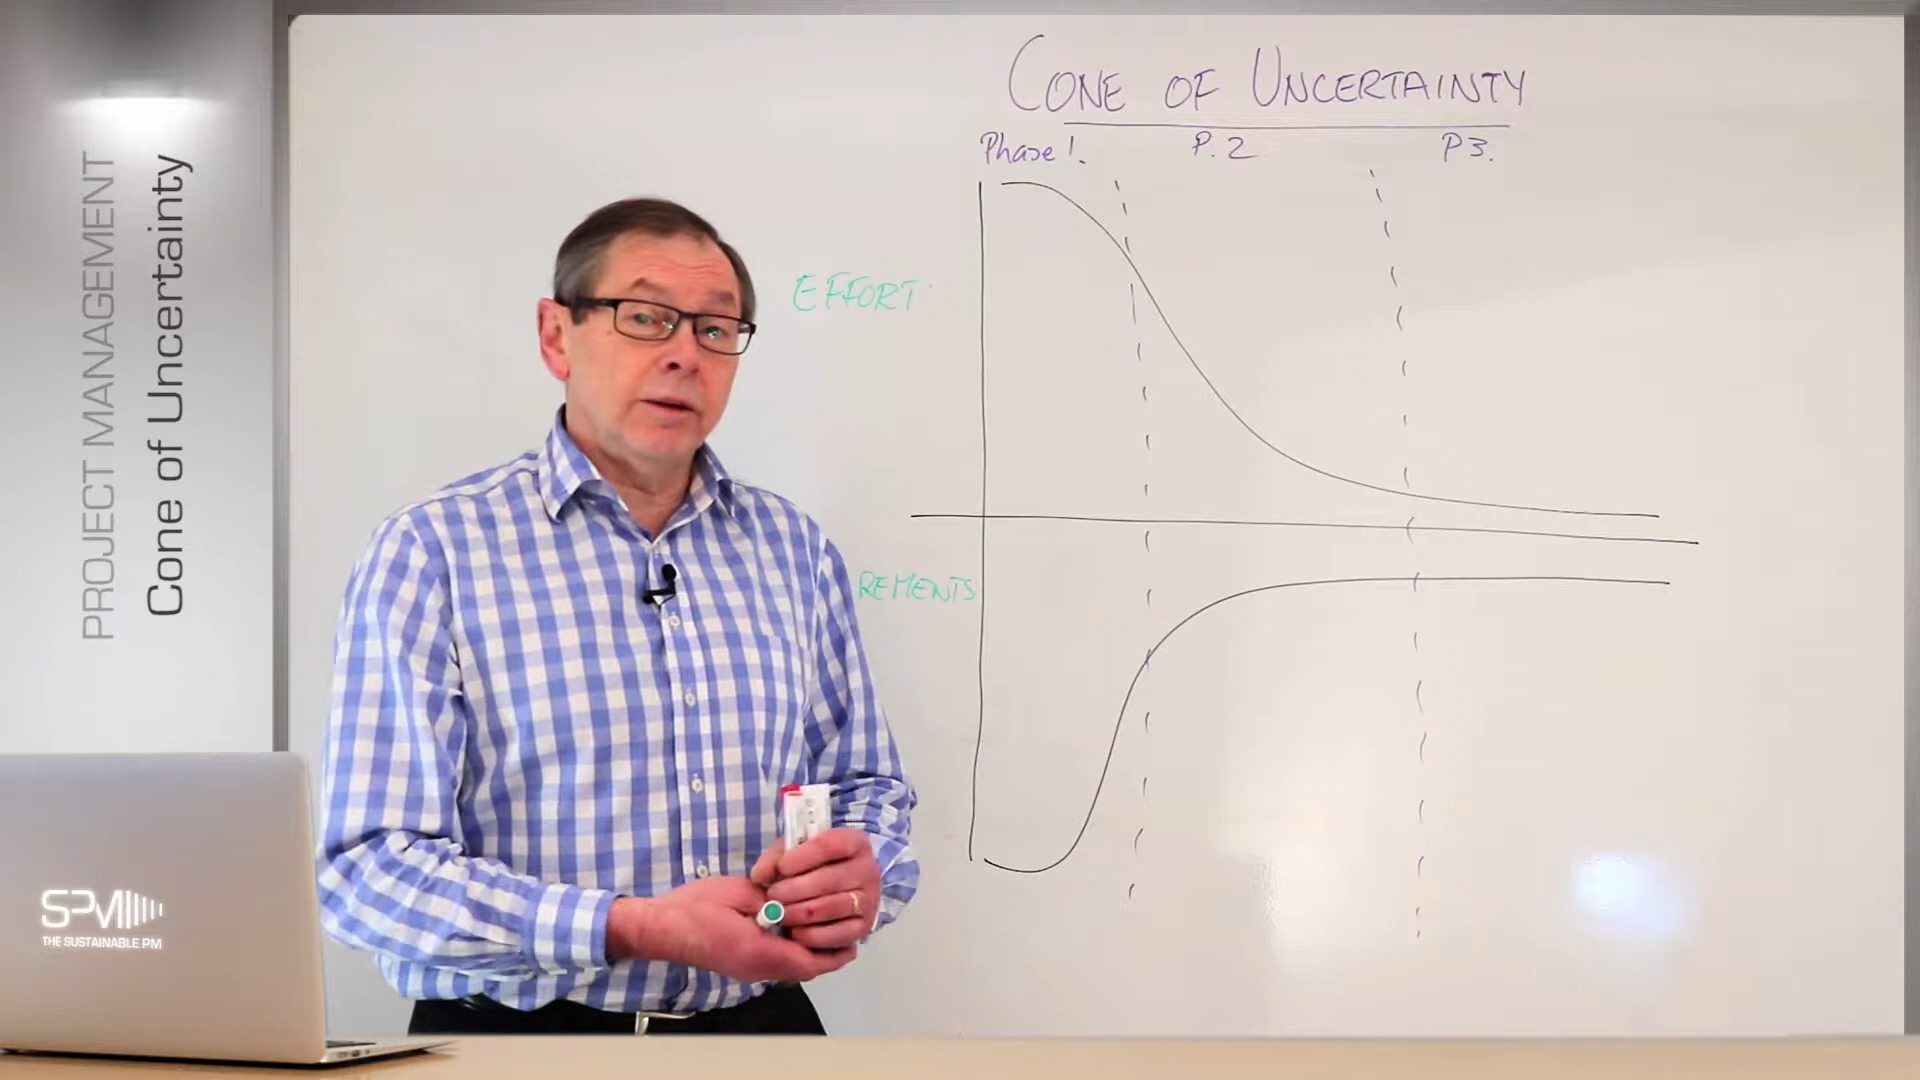 PROJECT MANAGEMENT
Cone of Uncertainty
CONE OF UNCERTAINTY
Phase 1.
P.2
P3.
EFFORT
REMENTS
SPM
THE SUSTAINABLE PM